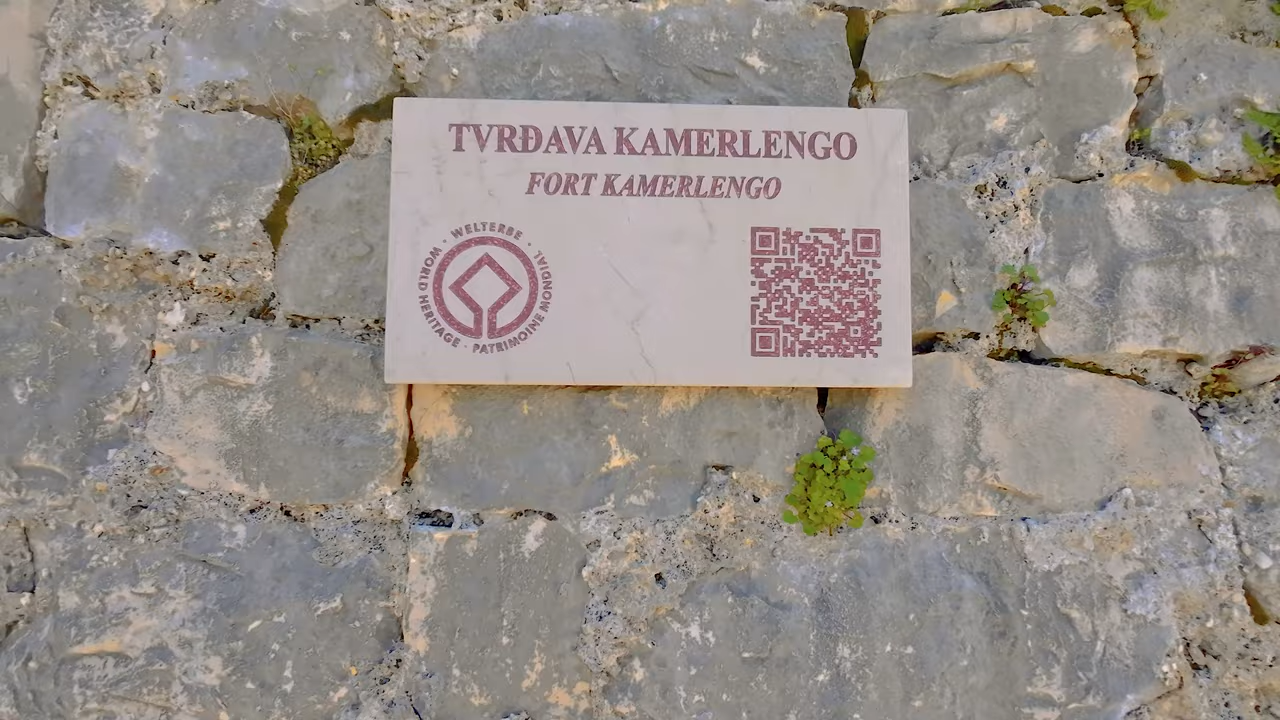 TVRĐAVA KAMERLENGO
FORT KAMERLENGO
WORLD HERITAGE · WELTERBE · PATRIMOINE MONDIAL